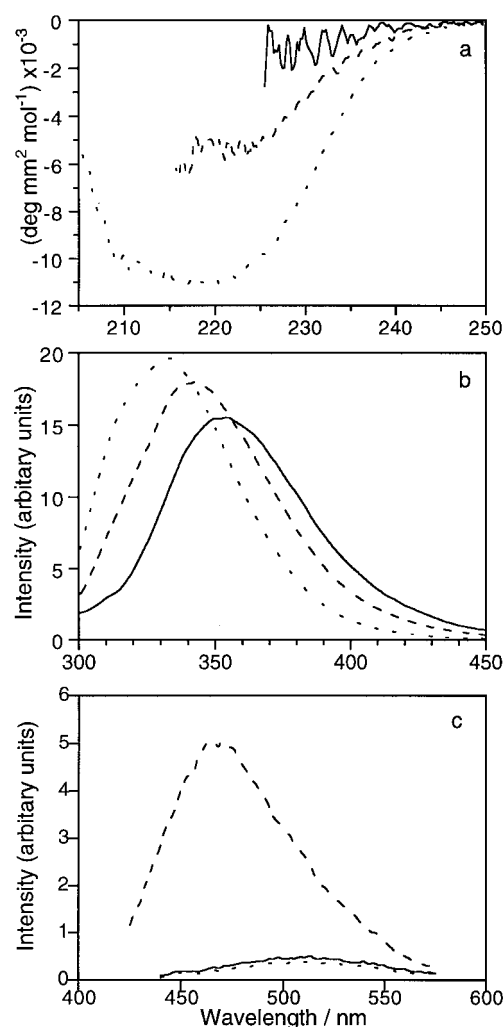 (deg mm² mol⁻¹) x10⁻³
0
-2
-4
-6
-8
-10
-12
a
210 220 230 240 250
Intensity (arbitary units)
20
15
10
5
0
b
300 350 400 450
Intensity (arbitary units)
6
5
4
3
2
1
0
c
400 450 500 550 600
Wavelength / nm